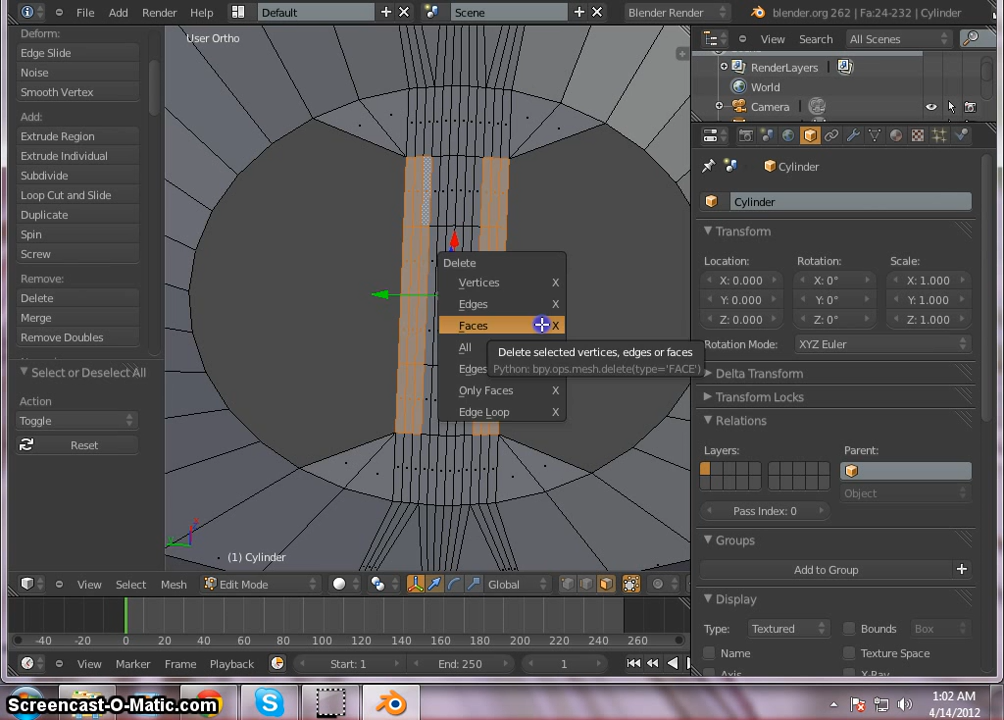 File Add Render Help Default Scene Blender Render blender.org 262 | Fa:24-232 | Cylinder
Deform:
Edge Slide
Noise
Smooth Vertex
Add:
Extrude Region
Extrude Individual
Subdivide
Loop Cut and Slide
Duplicate
Spin
Screw
Remove:
Delete
Merge
Remove Doubles
Select or Deselect All
Action
Toggle
Reset
User Ortho
Delete
Vertices X
Edges X
Faces X
All
Edges
Only Faces X
Edge Loop X
Delete selected vertices, edges or faces
Python: bpy.ops.mesh.delete(type='FACE')
(1) Cylinder
View Select Mesh Edit Mode Global
-40 -20 0 20 40 60 80 100 120 140 160 180 200 220 240 260
View Marker Frame Playback Start: 1 End: 250 1
View Search All Scenes
RenderLayers |
World
Camera |
Cylinder
Cylinder
Transform
Location: Rotation: Scale:
X: 0.000 X: 0° X: 1.000
Y: 0.000 Y: 0° Y: 1.000
Z: 0.000 Z: 0° Z: 1.000
Rotation Mode: XYZ Euler
Delta Transform
Transform Locks
Relations
Layers: Parent:
Object
Pass Index: 0
Groups
Add to Group
Display
Type: Textured Bounds Box
Name Texture Space
Axis X-Ray
Screencast-O-Matic.com
1:02 AM
4/14/2012